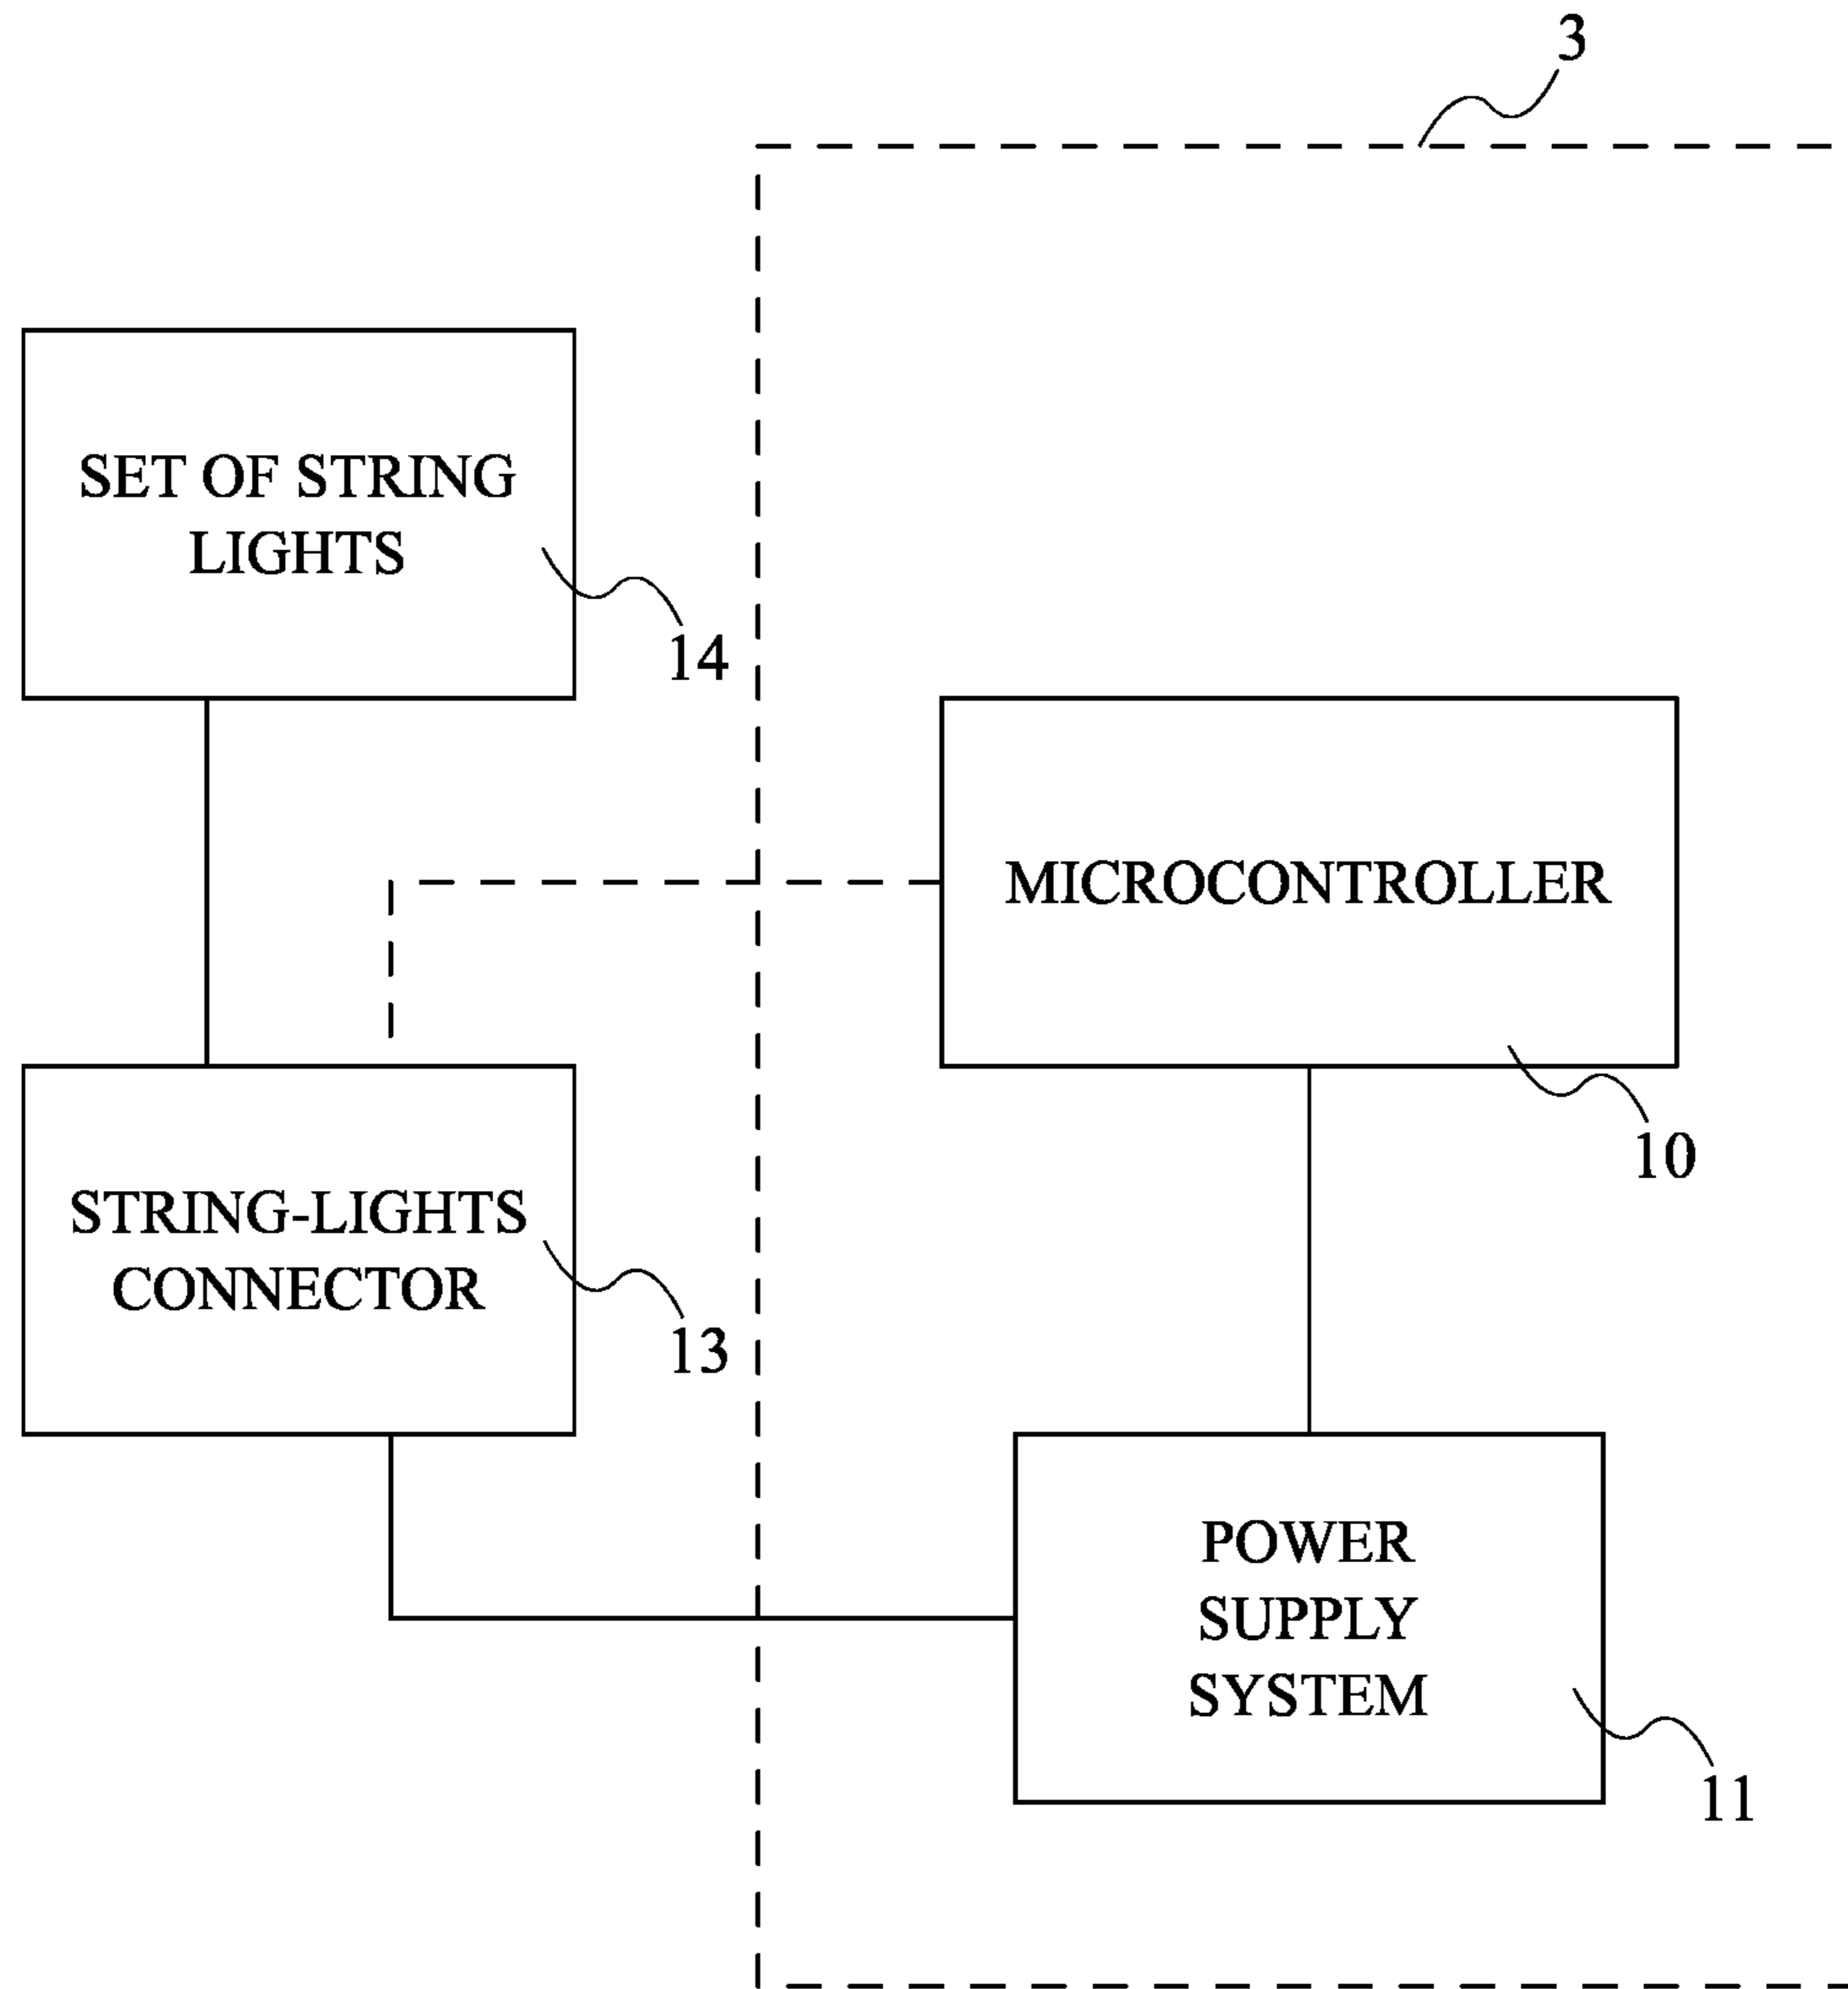 3
SET OF STRING
LIGHTS
14
MICROCONTROLLER
10
STRING-LIGHTS
CONNECTOR
13
POWER
SUPPLY
SYSTEM
11